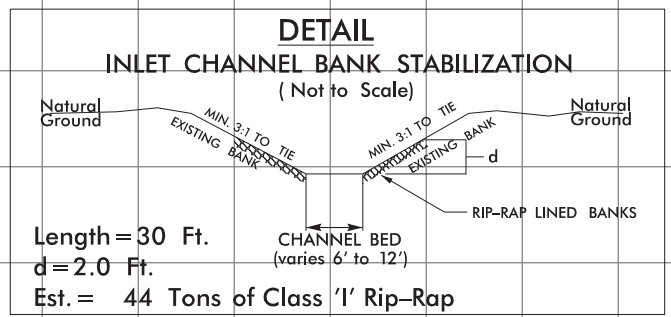 DETAIL
INLET CHANNEL BANK STABILIZATION
( Not to Scale)
Natural
Ground
MIN. 3:1 TO TIE
EXISTING BANK
MIN. 3:1 TO TIE
EXISTING BANK
Natural
Ground
d
RIP-RAP LINED BANKS
CHANNEL BED
(varies 6' to 12')
Length=30 Ft.
d=2.0 Ft.
Est.= 44 Tons of Class 'I' Rip-Rap